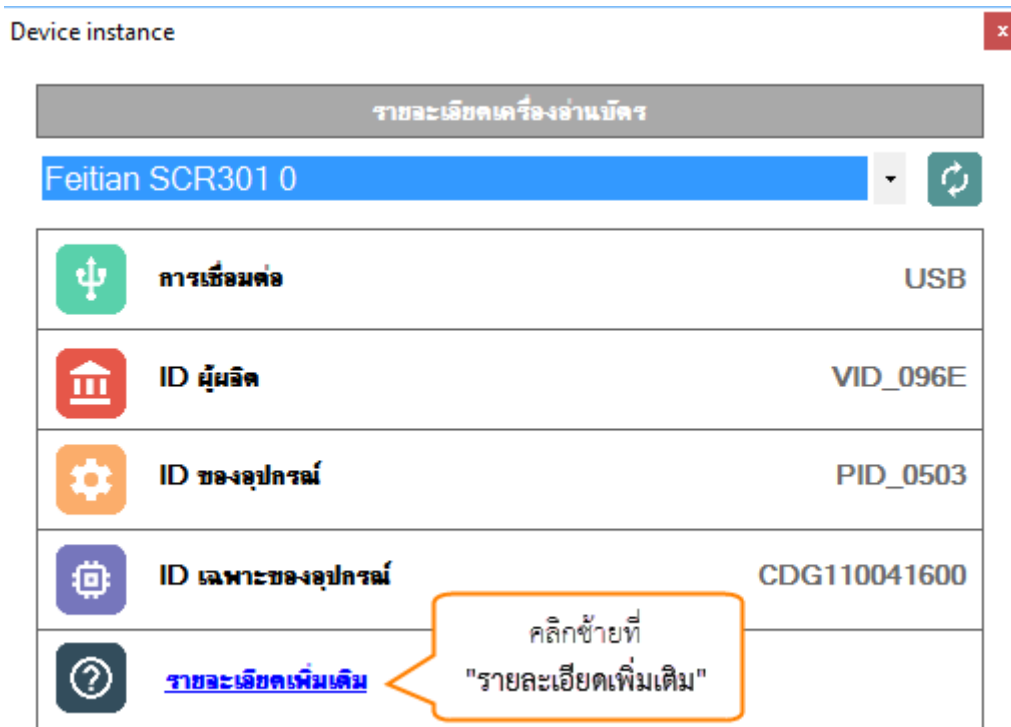 Device instance
x
รายละเอียดเครื่องอ่านบัตร
Feitian SCR301 0
การเชื่อมต่อ USB
ID ผู้ผลิต VID_096E
ID ของอุปกรณ์ PID_0503
ID เฉพาะของอุปกรณ์ CDG110041600
รายละเอียดเพิ่มเติม
คลิกซ้ายที่
"รายละเอียดเพิ่มเติม"